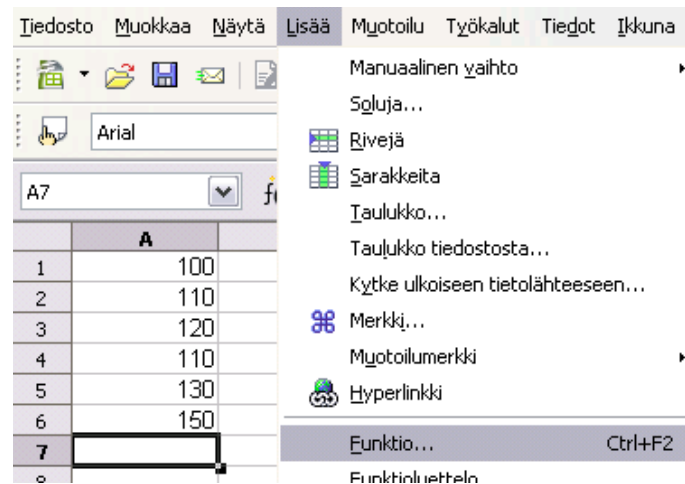 Tiedosto Muokkaa Näytä Lisää Muotoilu Työkalut Tiedot Ikkuna
Manuaalinen vaihto
Soluja...
Arial
Rivejä
Sarakkeita
A7
Taulukko...
A
Taulukko tiedostosta...
1 100
Kytke ulkoiseen tietolähteeseen...
2 110
3 120
Merkki...
4 110
Muotoilumerkki
5 130
Hyperlinkki
6 150
7
Funktio... Ctrl+F2
8
Funktioluettelo